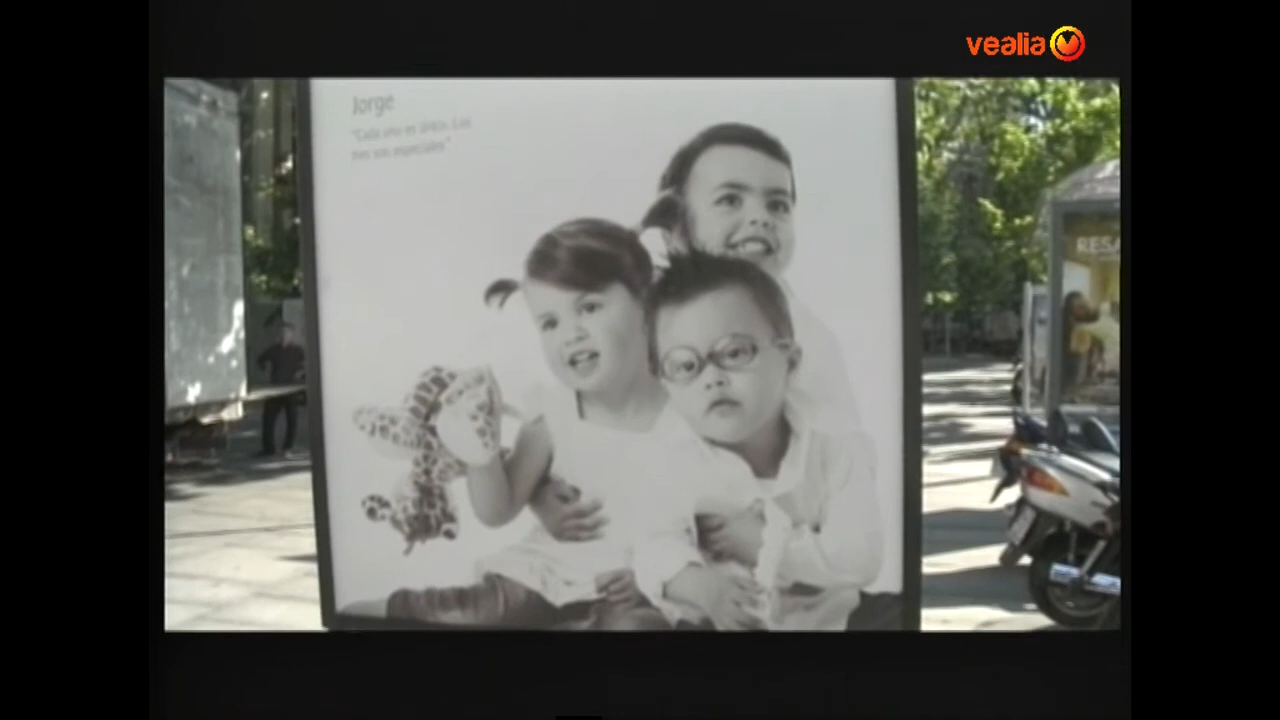 vealia
Jorge
"Cada uno es único. Los
tres son especiales"
RESA